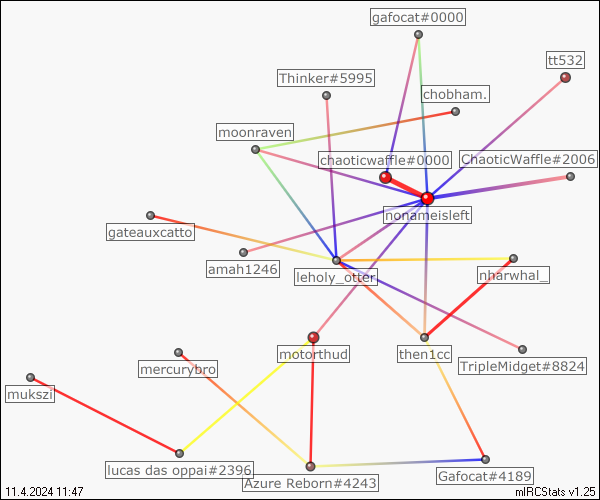 gafocat#0000
tt532
Thinker#5995
chobham.
moonraven
chaoticwaffle#0000
ChaoticWaffle#2006
nonameisleft
gateauxcatto
amah1246
leholy_otter
nharwhal_
motorthud
then1cc
TripleMidget#8824
mercurybro
mukszi
lucas das oppai#2396
Azure Reborn#4243
Gafocat#4189
11.4.2024 11:47
mIRCStats v1.25